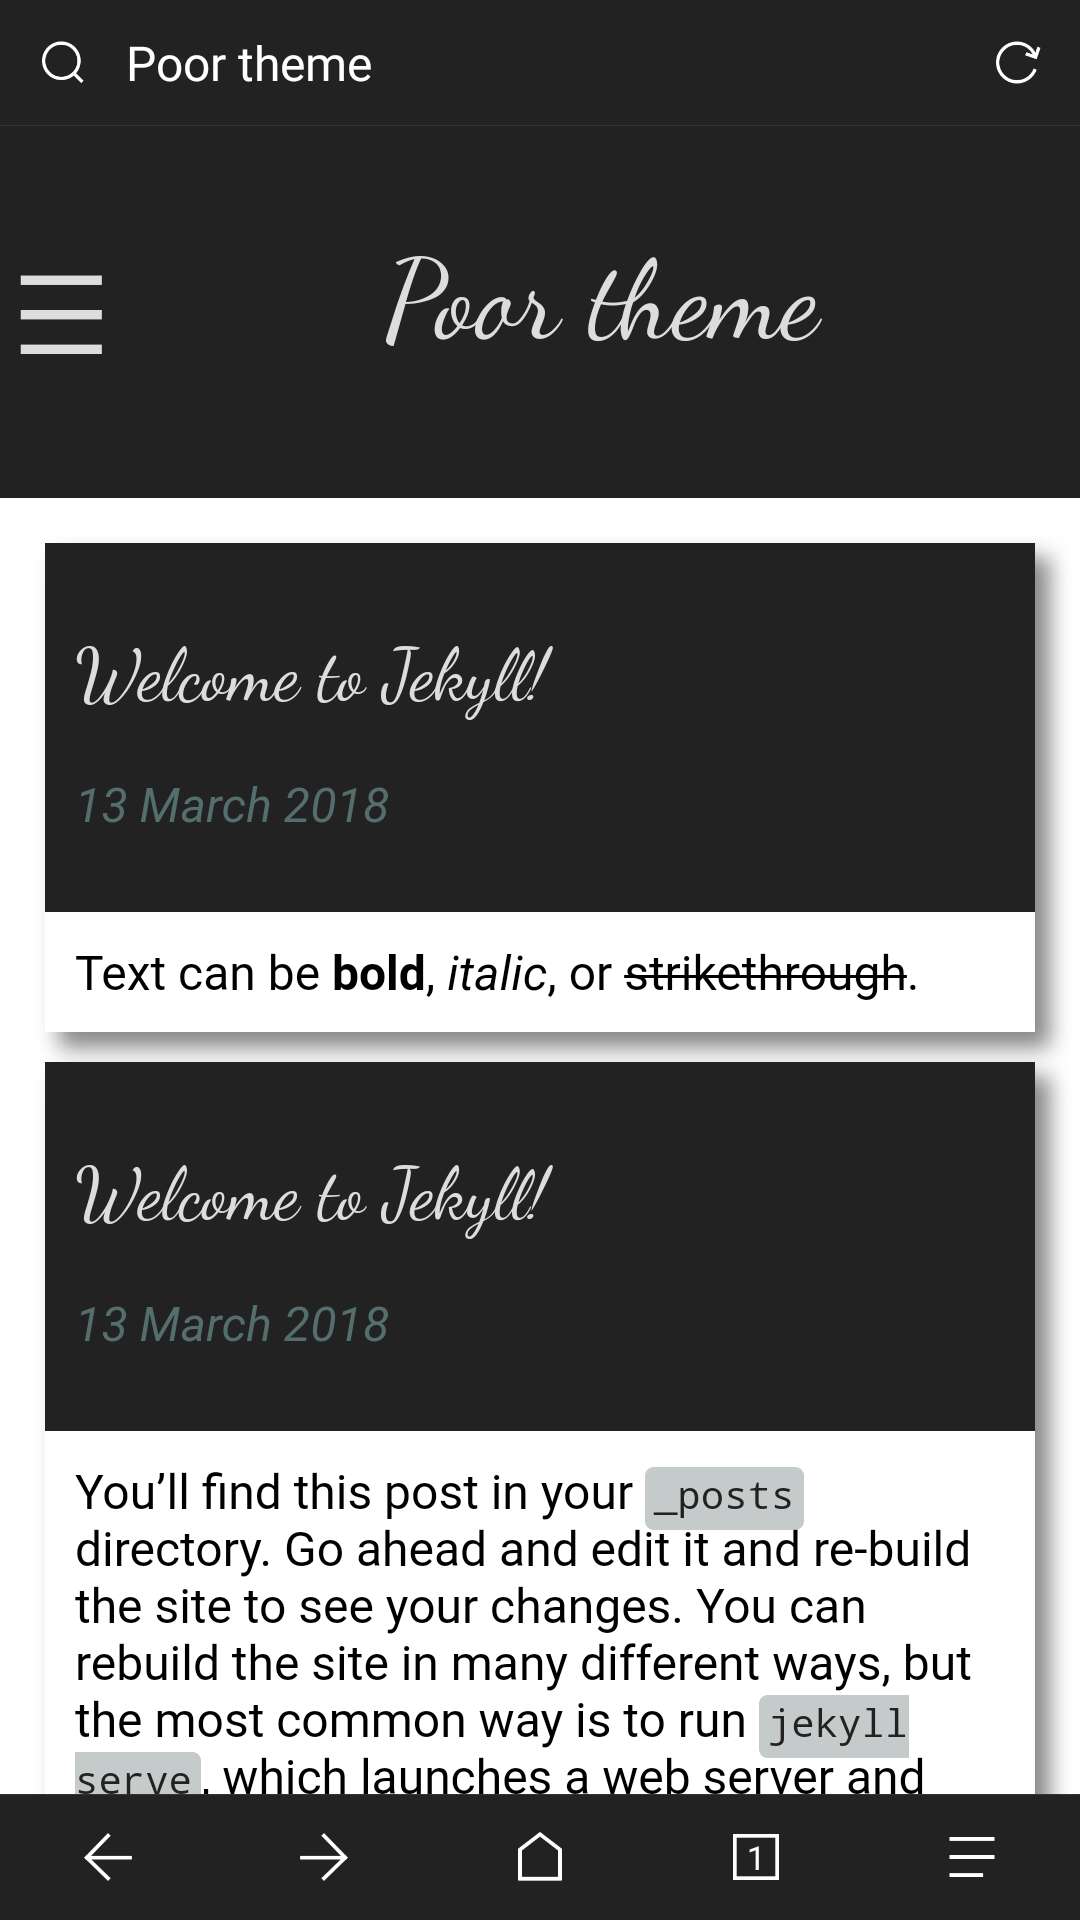 Poor theme
Poor theme
Welcome to Jekyll!
13 March 2018
Text can be bold, italic, or strikethrough.
Welcome to Jekyll!
13 March 2018
You’ll find this post in your _posts
directory. Go ahead and edit it and re-build
the site to see your changes. You can
rebuild the site in many different ways, but
the most common way is to run jekyll
serve, which launches a web server and
1